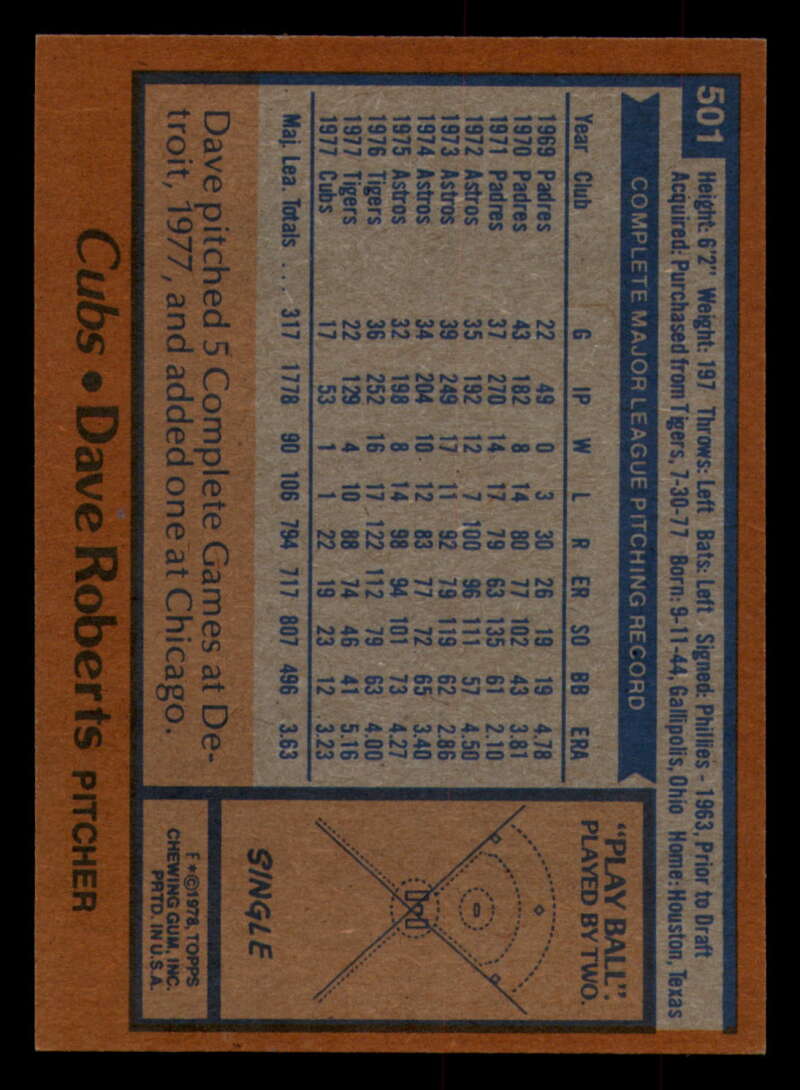 501
Height: 6'2" Weight: 197 Throws: Left Bats: Left Signed: Phillies - 1963, Prior to Draft
Acquired: Purchased from Tigers, 7-30-77 Born: 9-11-44, Gallipolis, Ohio Home: Houston, Texas
COMPLETE MAJOR LEAGUE PITCHING RECORD
Year Club G IP W L R ER SO BB ERA
1969 Padres 22 49 0 3 30 26 19 19 4.78
1970 Padres 43 182 8 14 80 77 102 43 3.81
1971 Padres 37 270 14 17 79 63 135 61 2.10
1972 Astros 35 192 12 7 100 96 111 57 4.50
1973 Astros 39 249 17 11 92 79 119 62 2.86
1974 Astros 34 204 10 12 83 77 72 65 3.40
1975 Astros 32 198 8 14 98 94 101 73 4.27
1976 Tigers 36 252 16 17 122 112 79 63 4.00
1977 Tigers 22 129 4 10 88 74 46 41 5.16
1977 Cubs 17 53 1 1 22 19 23 12 3.23
Maj. Lea. Totals ... 317 1778 90 106 794 717 807 496 3.63
Dave pitched 5 Complete Games at De-
troit, 1977, and added one at Chicago.
"PLAY BALL".
PLAYED BY TWO.
SINGLE
F*©1978, TOPPS
CHEWING GUM, INC.
PRTD. IN U.S.A.
Cubs • Dave Roberts PITCHER